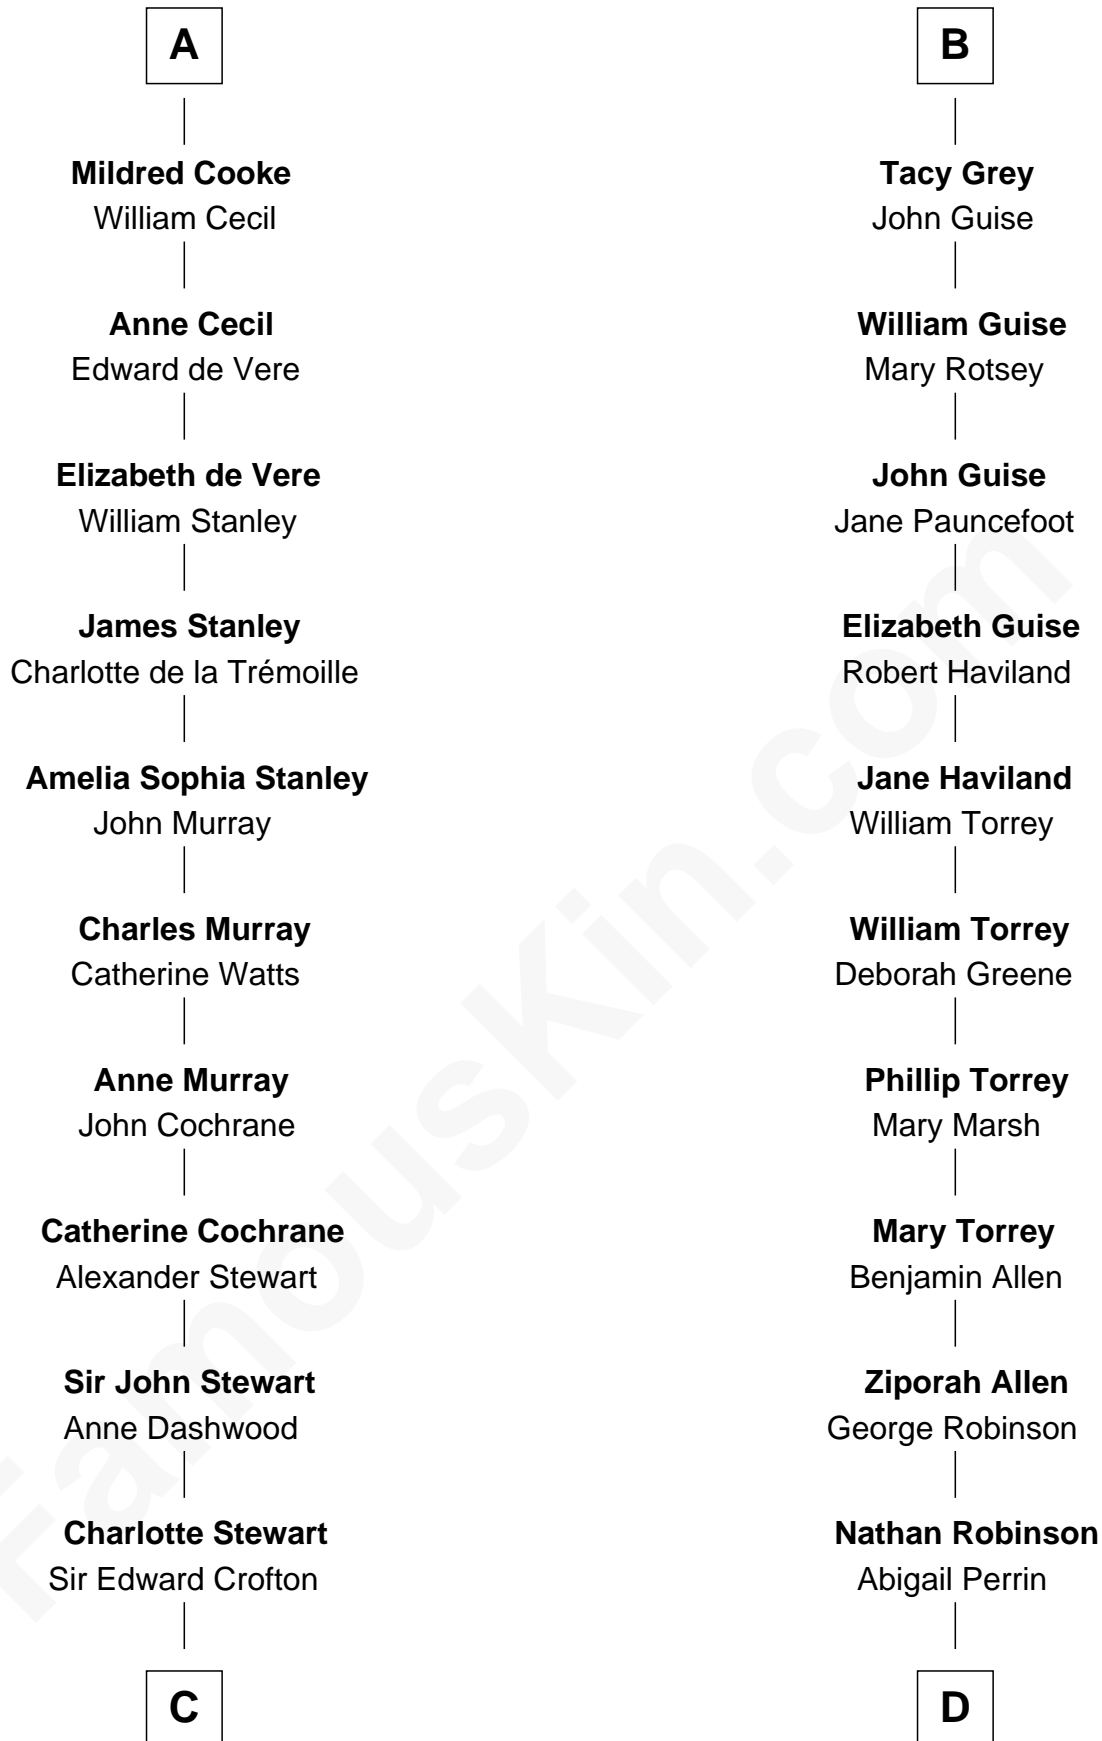 A
Mildred Cooke
William Cecil
Anne Cecil
Edward de Vere
Elizabeth de Vere
William Stanley
James Stanley
Charlotte de la Trémoille
Amelia Sophia Stanley
John Murray
Charles Murray
Catherine Watts
Anne Murray
John Cochrane
Catherine Cochrane
Alexander Stewart
Sir John Stewart
Anne Dashwood
Charlotte Stewart
Sir Edward Crofton
C
B
Tacy Grey
John Guise
William Guise
Mary Rotsey
John Guise
Jane Pauncefoot
Elizabeth Guise
Robert Haviland
Jane Haviland
William Torrey
William Torrey
Deborah Greene
Phillip Torrey
Mary Marsh
Mary Torrey
Benjamin Allen
Ziporah Allen
George Robinson
Nathan Robinson
Abigail Perrin
D
FamousKin.com